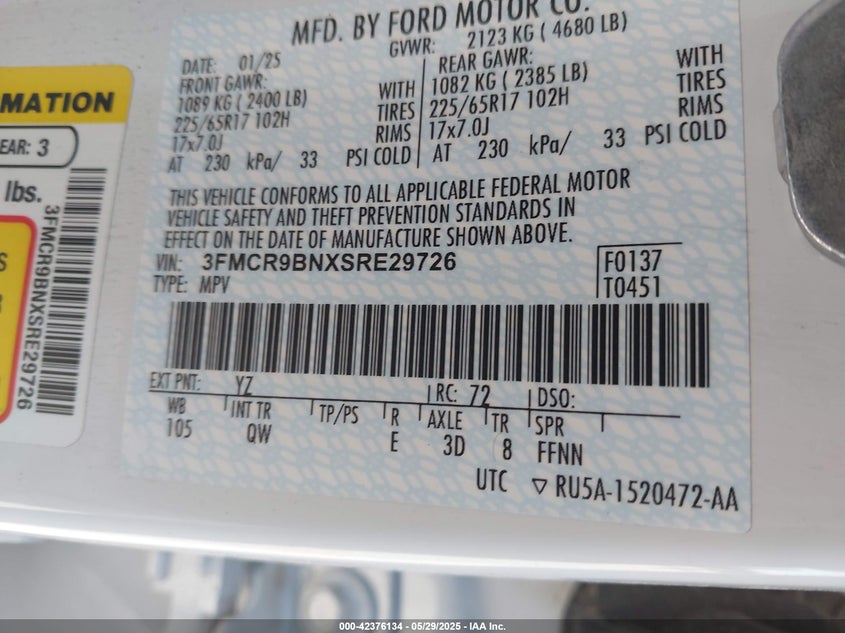 MFD. BY FORD MOTOR CO.
GVWR: 2123 KG ( 4680 LB)
DATE: 01/25
FRONT GAWR: WITH
1089 KG ( 2400 LB) TIRES
225/65R17 102H RIMS
17x7.0J
AT 230 kPa/ 33 PSI COLD
REAR GAWR: WITH
1082 KG ( 2385 LB) TIRES
225/65R17 102H RIMS
17x7.0J
AT 230 kPa/ 33 PSI COLD
THIS VEHICLE CONFORMS TO ALL APPLICABLE FEDERAL MOTOR
VEHICLE SAFETY AND THEFT PREVENTION STANDARDS IN
EFFECT ON THE DATE OF MANUFACTURE SHOWN ABOVE.
VIN: 3FMCR9BNXSRE29726
TYPE: MPV
F0137
T0451
EXT PNT: YZ RC: 72 DSO:
WB INT TR TP/PS R AXLE TR SPR
105 QW E 3D 8 FFNN
UTC ▽ RU5A-1520472-AA
MATION
EAR: 3
lbs.
3FMCR9BNXSRE29726
000-42376134 - 05/29/2025 - IAA Inc.